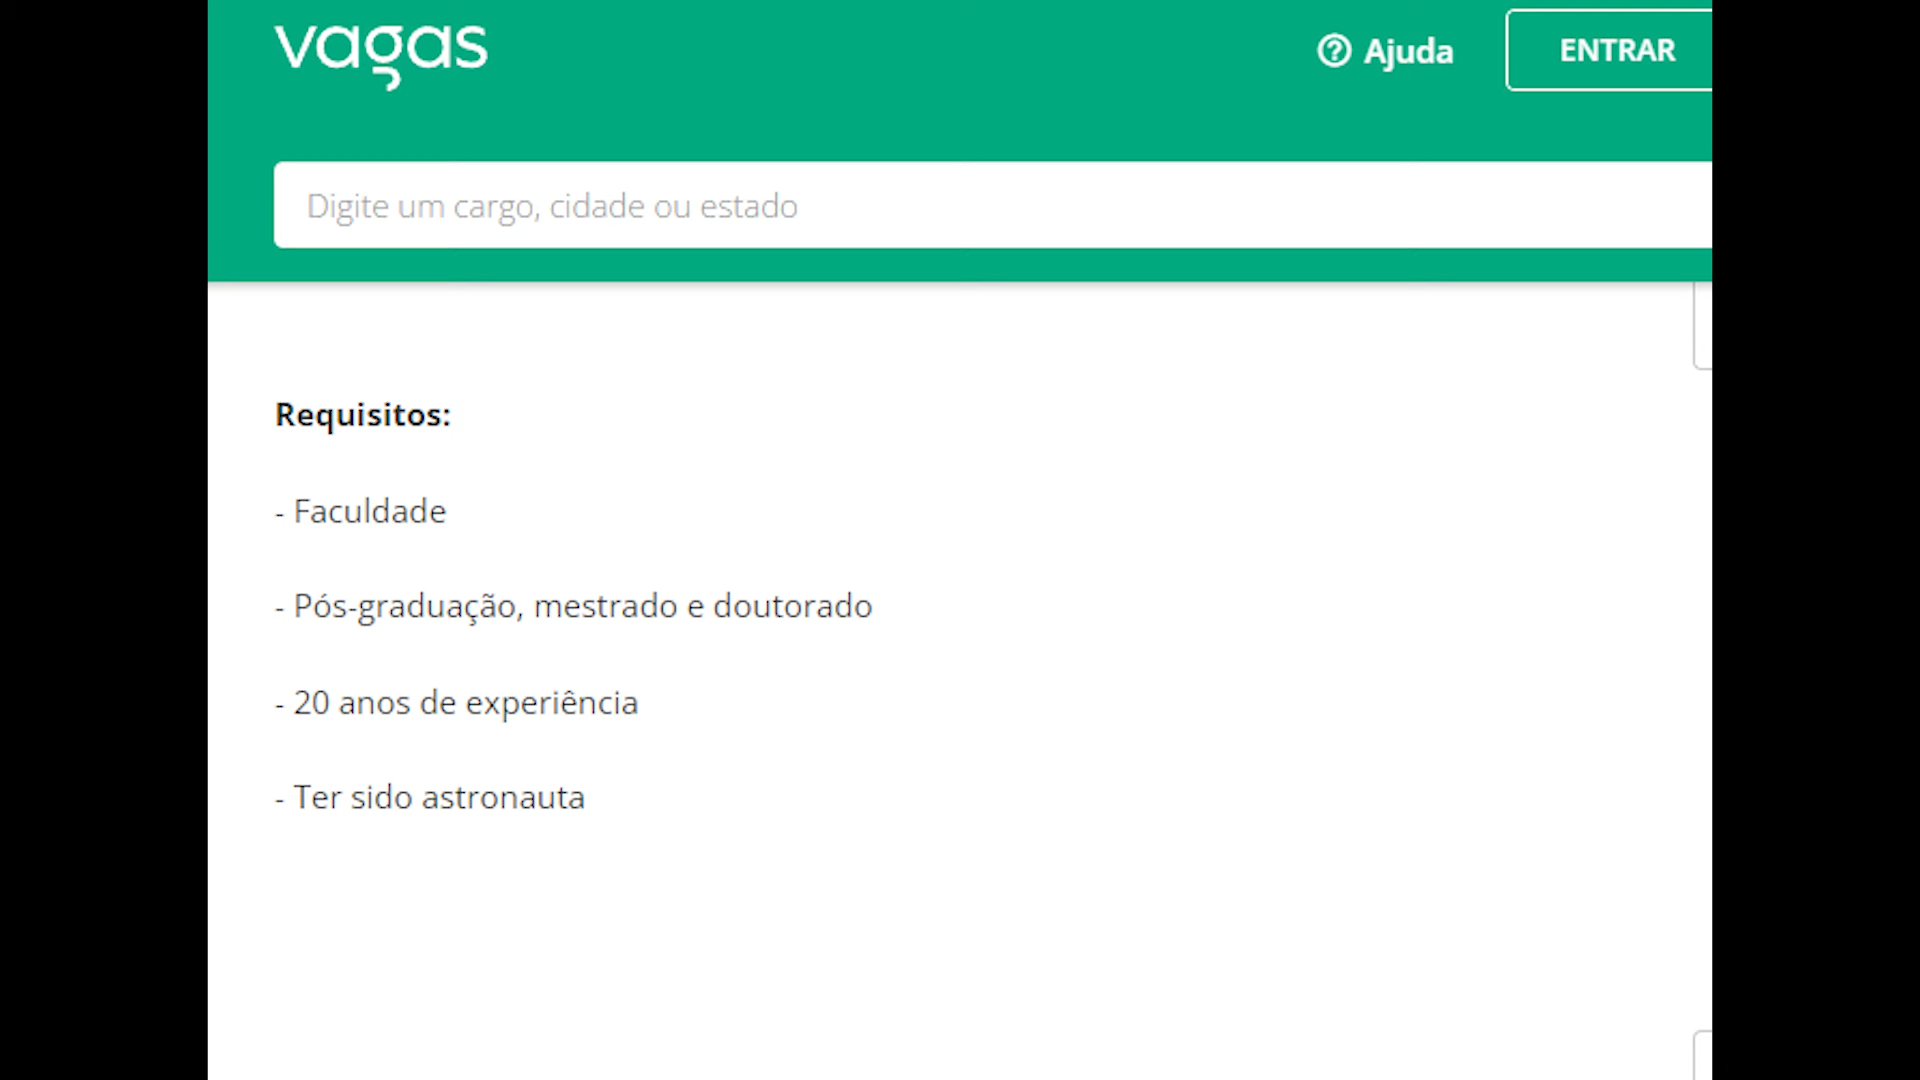 vagas
Ajuda
ENTRAR
Digite um cargo, cidade ou estado
Requisitos:
- Faculdade
- Pós-graduação, mestrado e doutorado
- 20 anos de experiência
- Ter sido astronauta